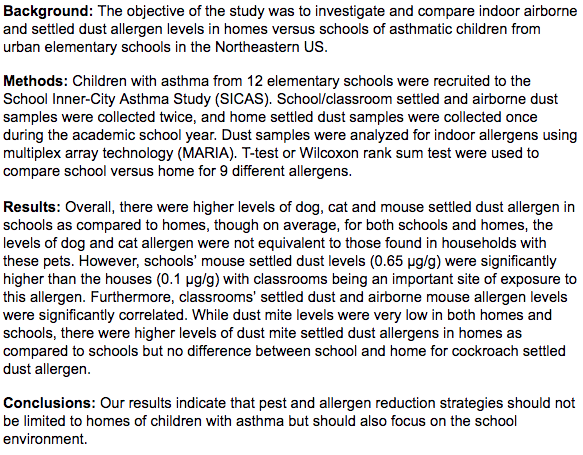 Background: The objective of the study was to investigate and compare indoor airborne
and settled dust allergen levels in homes versus schools of asthmatic children from
urban elementary schools in the Northeastern US.
Methods: Children with asthma from 12 elementary schools were recruited to the
School Inner-City Asthma Study (SICAS). School/classroom settled and airborne dust
samples were collected twice, and home settled dust samples were collected once
during the academic school year. Dust samples were analyzed for indoor allergens using
multiplex array technology (MARIA). T-test or Wilcoxon rank sum test were used to
compare school versus home for 9 different allergens.
Results: Overall, there were higher levels of dog, cat and mouse settled dust allergen in
schools as compared to homes, though on average, for both schools and homes, the
levels of dog and cat allergen were not equivalent to those found in households with
these pets. However, schools' mouse settled dust levels (0.65 µg/g) were significantly
higher than the houses (0.1 µg/g) with classrooms being an important site of exposure to
this allergen. Furthermore, classrooms' settled dust and airborne mouse allergen levels
were significantly correlated. While dust mite levels were very low in both homes and
schools, there were higher levels of dust mite settled dust allergens in homes as
compared to schools but no difference between school and home for cockroach settled
dust allergen.
Conclusions: Our results indicate that pest and allergen reduction strategies should not
be limited to homes of children with asthma but should also focus on the school
environment.